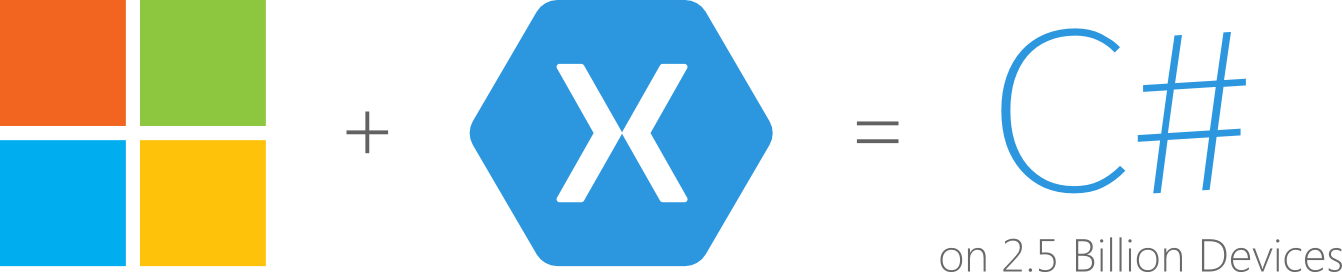 + X = C#
on 2.5 Billion Devices